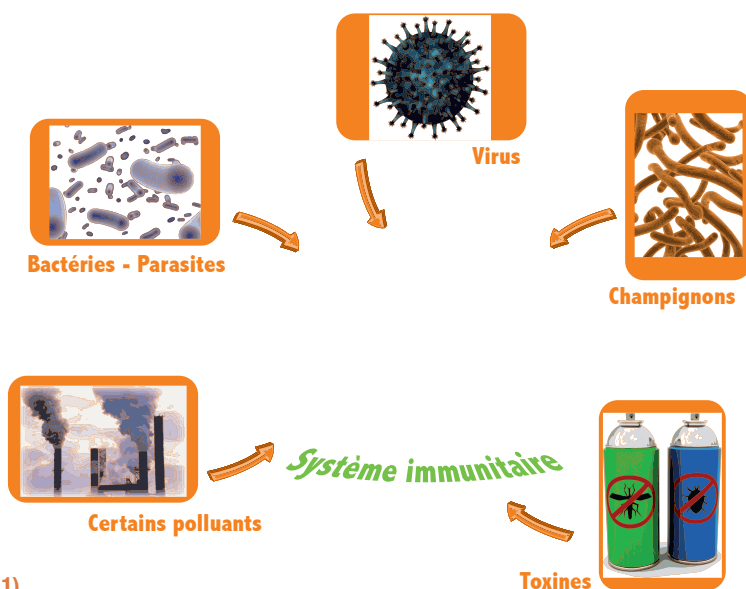 Virus
Bactéries - Parasites
Champignons
Système immunitaire
Certains polluants
Toxines
1)